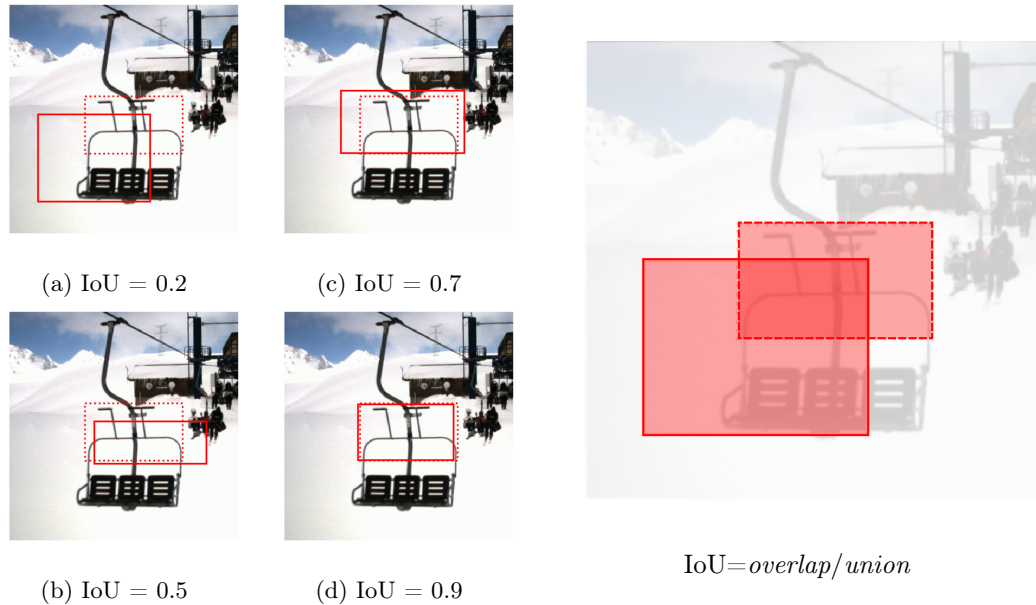 (a) IoU = 0.2
(c) IoU = 0.7
(b) IoU = 0.5
(d) IoU = 0.9
IoU=overlap/union